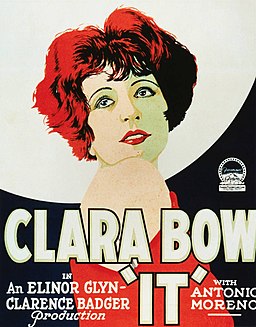 CLARA BOW
IN
An ELINOR GLYN–
CLARENCE BADGER
Production
"IT"
WITH
ANTONIO
MORENO